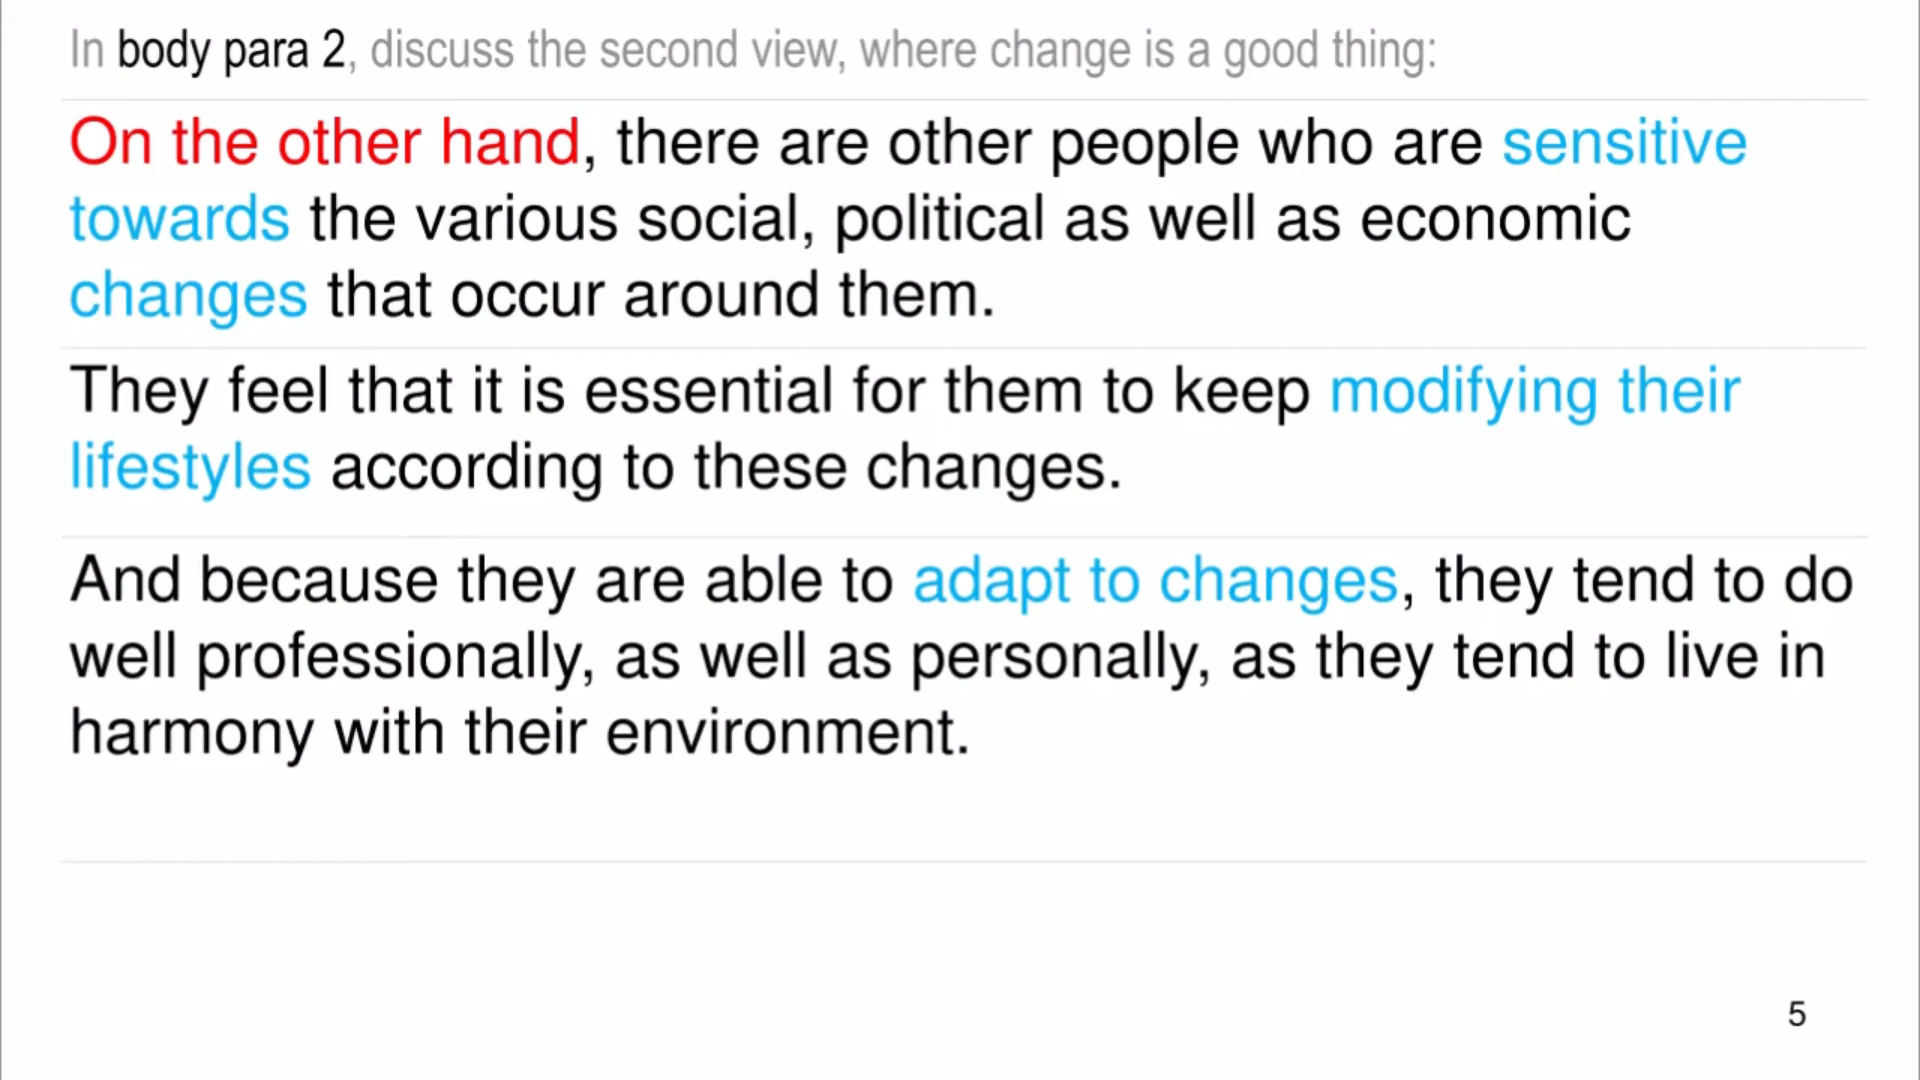 In body para 2, discuss the second view, where change is a good thing:
On the other hand, there are other people who are sensitive
towards the various social, political as well as economic
changes that occur around them.
They feel that it is essential for them to keep modifying their
lifestyles according to these changes.
And because they are able to adapt to changes, they tend to do
well professionally, as well as personally, as they tend to live in
harmony with their environment.
5